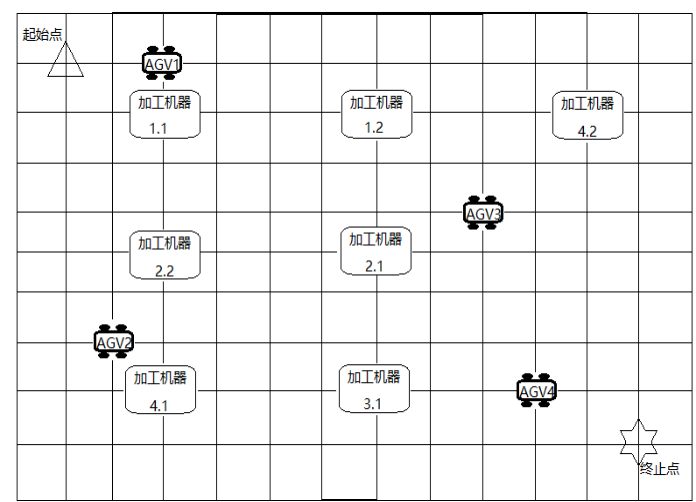 起始点
AGV1
加工机器
1.1
加工机器
1.2
加工机器
4.2
AGV3
加工机器
2.2
加工机器
2.1
AGV2
加工机器
4.1
加工机器
3.1
AGV4
终止点